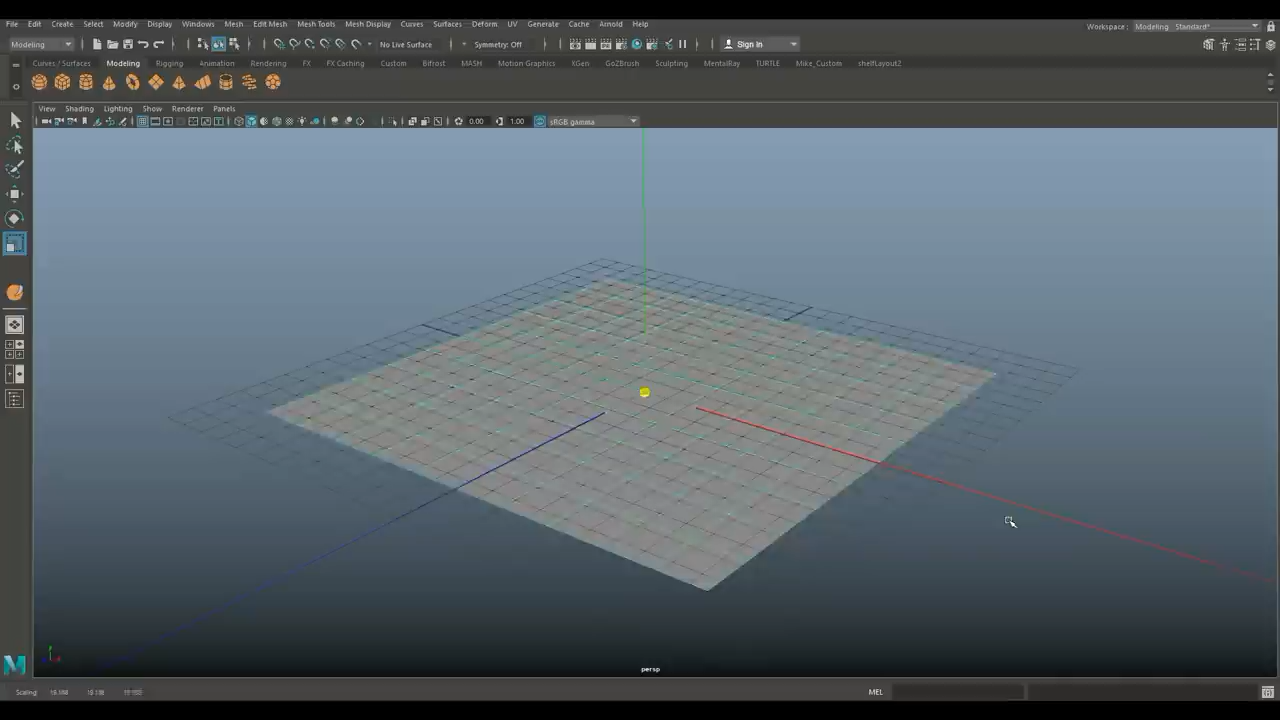 File Edit Create Select Modify Display Windows Mesh Edit Mesh Mesh Tools Mesh Display Curves Surfaces Deform UV Generate Cache Arnold Help
Workspace : Modeling - Standard*
Modeling No Live Surface Symmetry: Off Sign In
Curves / Surfaces Modeling Rigging Animation Rendering FX FX Caching Custom Bifrost MASH Motion Graphics XGen GoZBrush Sculpting MentalRay TURTLE Mike_Custom shelfLayout2
View Shading Lighting Show Renderer Panels
0.00 1.00 sRGB gamma
persp
Scaling MEL